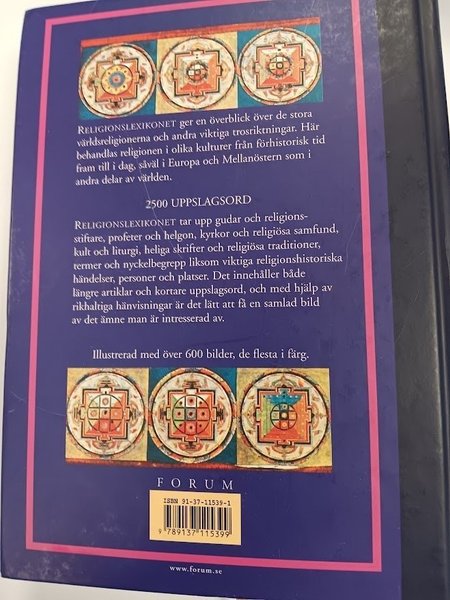 RELIGIONSLEXIKONET ger en överblick över de stora
världsreligionerna och andra viktiga trosriktningar. Här
behandlas religionen i olika kulturer från förhistorisk tid
fram till i dag, såväl i Europa och Mellanöstern som i
andra delar av världen.
2500 UPPSLAGSORD
RELIGIONSLEXIKONET tar upp gudar och religions-
stiftare, profeter och helgon, kyrkor och religiösa samfund,
kult och liturgi, heliga skrifter och religiösa traditioner,
termer och nyckelbegrepp liksom viktiga religionshistoriska
händelser, personer och platser. Det innehåller både
längre artiklar och kortare uppslagsord, och med hjälp av
rikhaltiga hänvisningar är det lätt att få en samlad bild
av det ämne man är intresserad av.
Illustrerad med över 600 bilder, de flesta i färg.
FORUM
ISBN 91-37-11539-1
9 789137 115399
www.forum.se